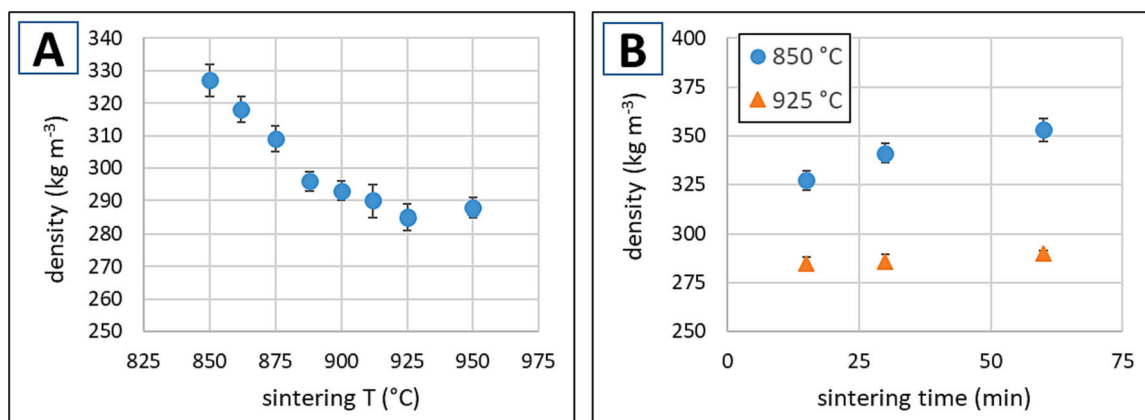 A
340
330
320
310
300
290
280
270
260
250
density (kg m⁻³)
825 850 875 900 925 950 975
sintering T (°C)
B
850 °C
925 °C
400
375
350
325
300
275
250
density (kg m⁻³)
0 25 50 75
sintering time (min)